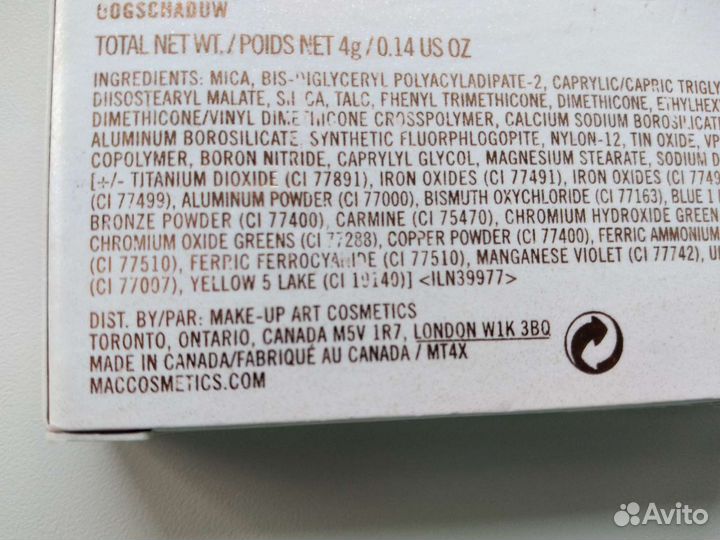 OOGSCHADUW
TOTAL NET WT./POIDS NET 4g/0.14 US OZ
INGREDIENTS: MICA, BIS-DIGLYCERYL POLYACYLADIPATE-2, CAPRYLIC/CAPRIC TRIGLY
DIISOSTEARYL MALATE, SILICA, TALC, PHENYL TRIMETHICONE, DIMETHICONE, ETHYLHEX
DIMETHICONE/VINYL DIMETHICONE CROSSPOLYMER, CALCIUM SODIUM BOROSILIC
ALUMINUM BOROSILICATE, SYNTHETIC FLUORPHLOGOPITE, NYLON-12, TIN OXIDE, VP
COPOLYMER, BORON NITRIDE, CAPRYLYL GLYCOL, MAGNESIUM STEARATE, SODIUM D
[+/- TITANIUM DIOXIDE (CI 77891), IRON OXIDES (CI 77491), IRON OXIDES (CI 7749
(CI 77499), ALUMINUM POWDER (CI 77000), BISMUTH OXYCHLORIDE (CI 77163), BLUE 1
BRONZE POWDER (CI 77400), CARMINE (CI 75470), CHROMIUM HYDROXIDE GREEN
CHROMIUM OXIDE GREENS (CI 77288), COPPER POWDER (CI 77400), FERRIC AMMONIUM
(CI 77510), FERRIC FERROCYANIDE (CI 77510), MANGANESE VIOLET (CI 77742), UL
(CI 77007), YELLOW 5 LAKE (CI 19140)] <ILN39977>
DIST. BY/PAR: MAKE-UP ART COSMETICS
TORONTO, ONTARIO, CANADA M5V 1R7, LONDON W1K 3BQ
MADE IN CANADA/FABRIQUÉ AU CANADA / MT4X
MACCOSMETICS.COM
Avito